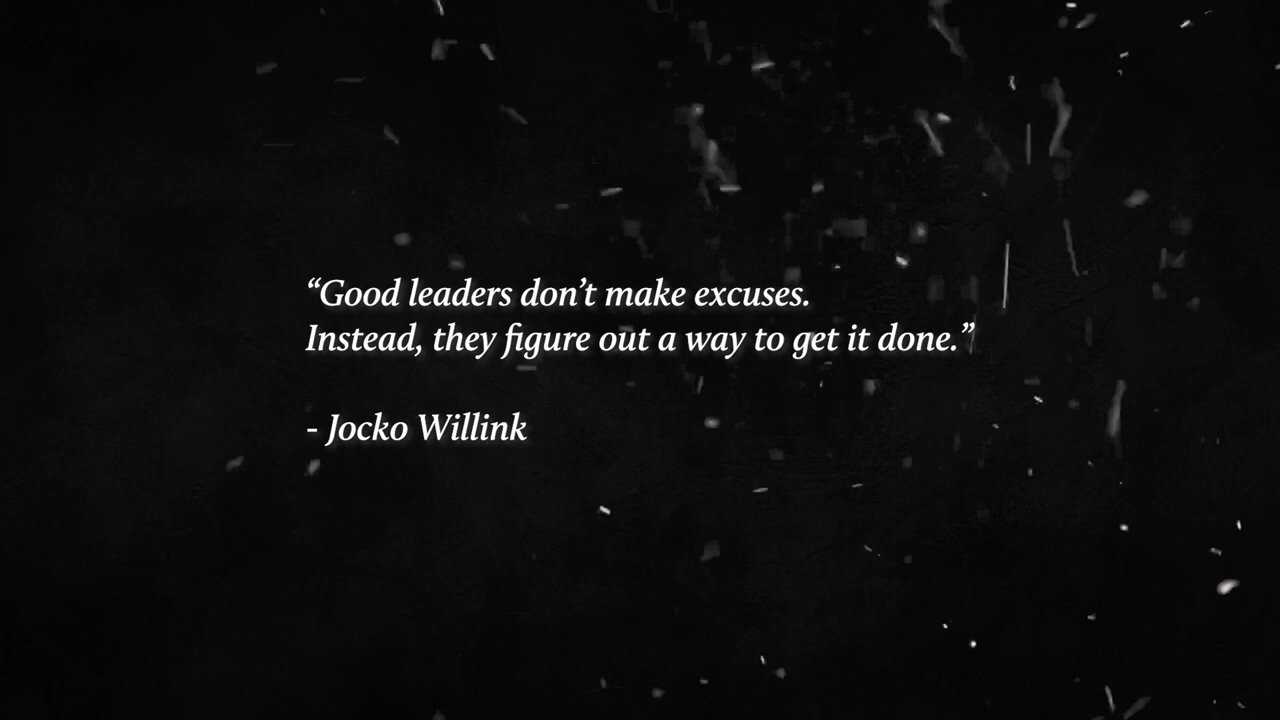 “Good leaders don’t make excuses.
Instead, they figure out a way to get it done.”
- Jocko Willink